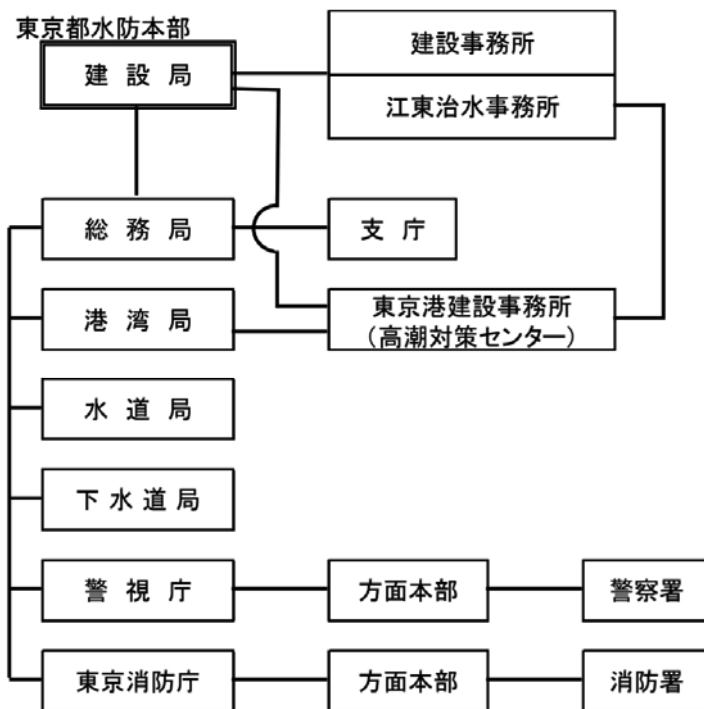 東京都水防本部
建設局
建設事務所
江東治水事務所
総務局
支庁
港湾局
東京港建設事務所
（高潮対策センター）
水道局
下水道局
警視庁
方面本部
警察署
東京消防庁
方面本部
消防署